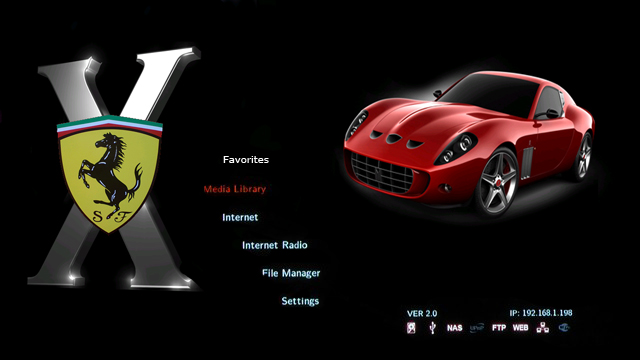 X
S F
Favorites
Media Library
Internet
Internet Radio
File Manager
Settings
VER 2.0 IP: 192.168.1.198
NAS UPnP FTP WEB